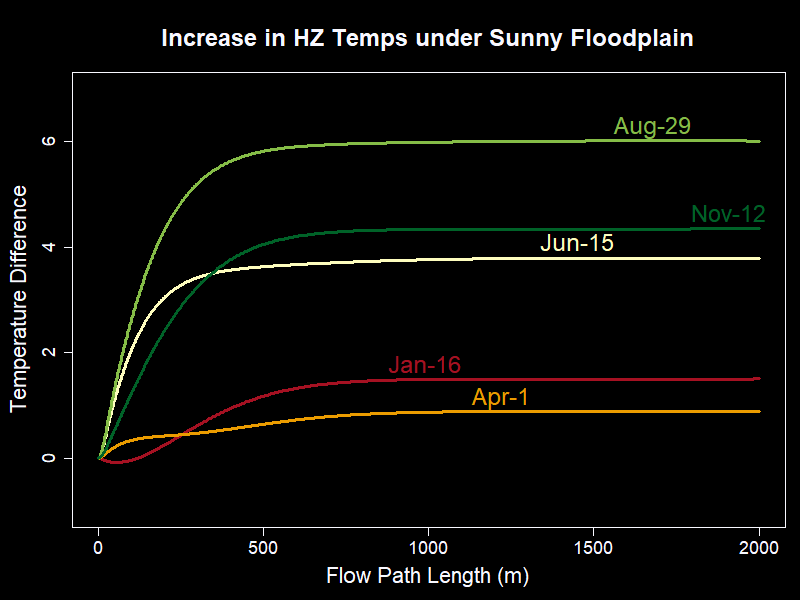 Increase in HZ Temps under Sunny Floodplain
Aug-29
Nov-12
Jun-15
Jan-16
Apr-1
Temperature Difference
6
4
2
0
0 500 1000 1500 2000
Flow Path Length (m)